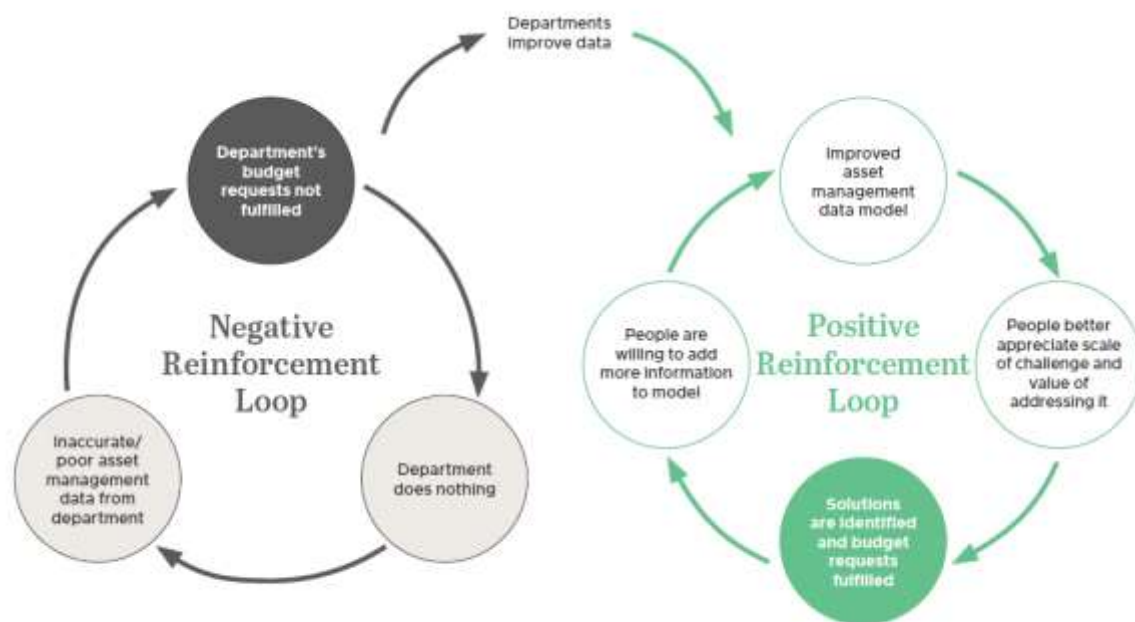 Departments
improve data
Department's
budget
requests not
fulfilled
Negative
Reinforcement
Loop
Inaccurate/
poor asset
management
data from
department
Department
does nothing
Improved
asset
management
data model
People are
willing to add
more information
to model
Positive
Reinforcement
Loop
People better
appreciate scale
of challenge and
value of
addressing it
Solutions
are identified
and budget
requests
fulfilled